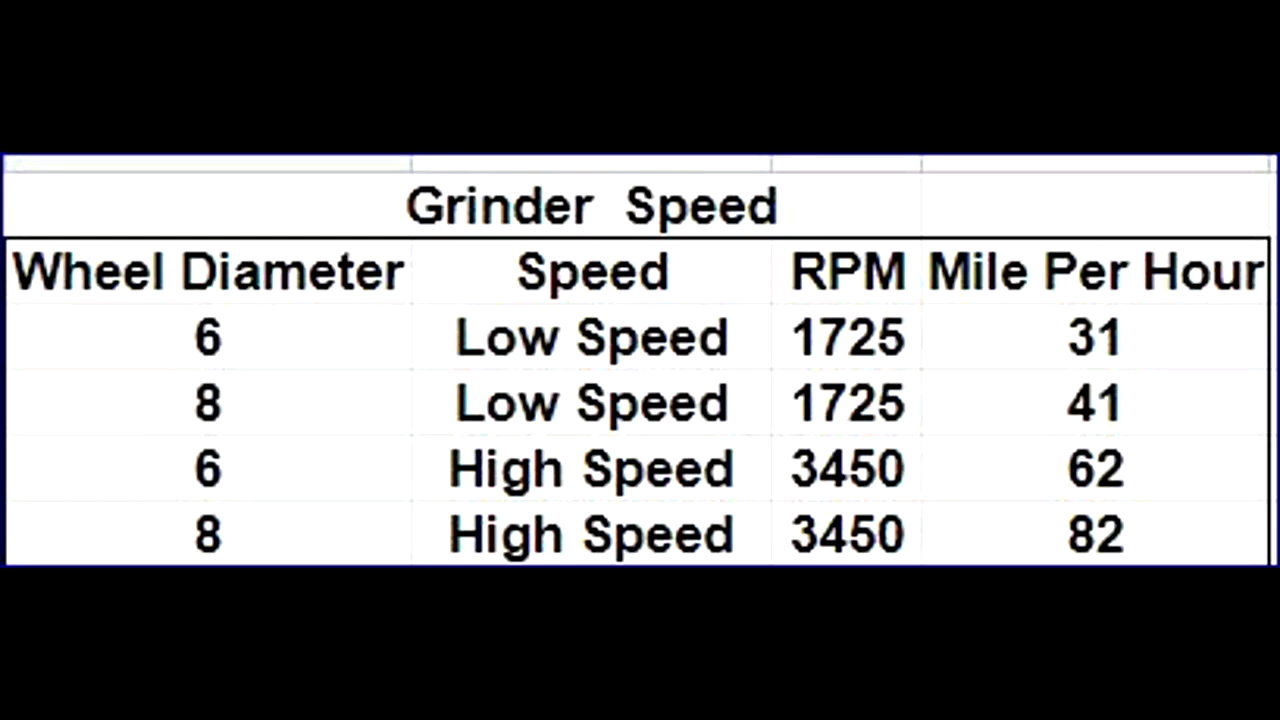 Grinder Speed
Wheel Diameter Speed RPM Mile Per Hour
6 Low Speed 1725 31
8 Low Speed 1725 41
6 High Speed 3450 62
8 High Speed 3450 82